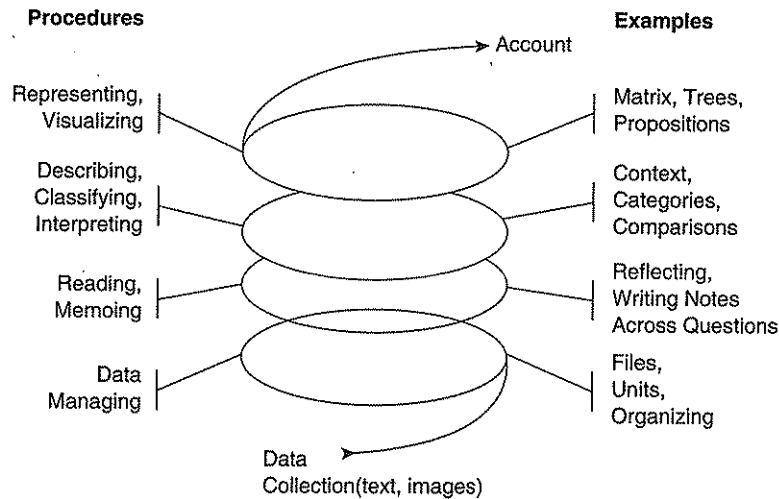 Procedures
Examples
Account
Representing,
Visualizing
Matrix, Trees,
Propositions
Describing,
Classifying,
Interpreting
Context,
Categories,
Comparisons
Reading,
Memoing
Reflecting,
Writing Notes
Across Questions
Data
Managing
Files,
Units,
Organizing
Data
Collection(text, images)